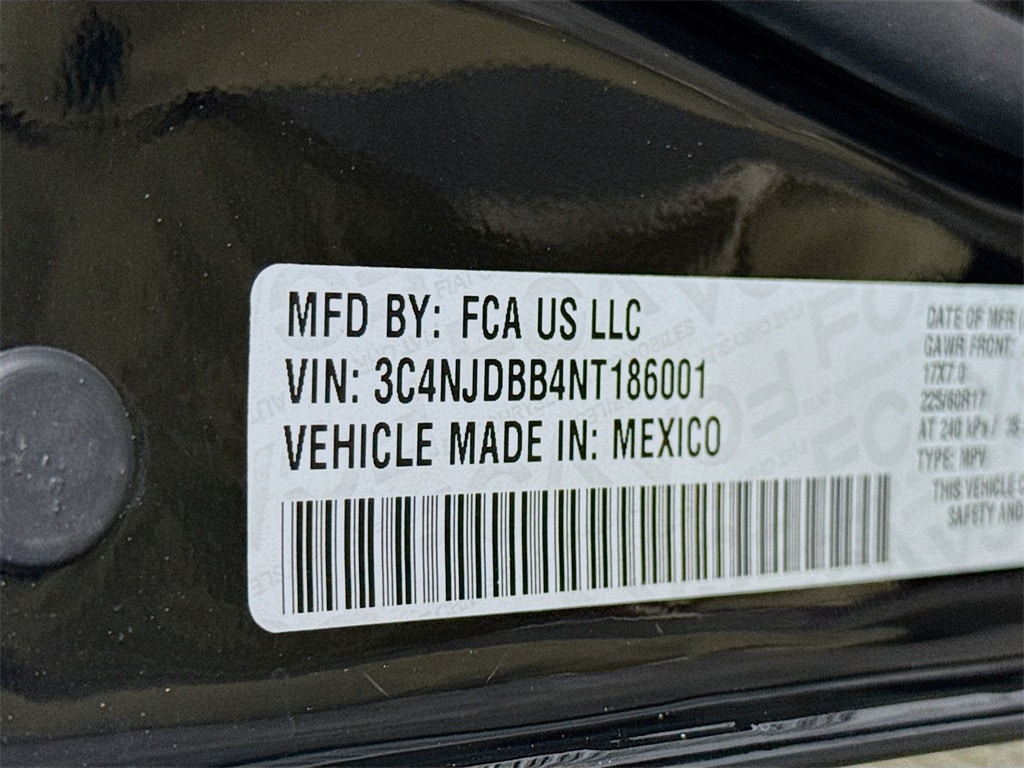 MFD BY: FCA US LLC
VIN: 3C4NJDBB4NT186001
VEHICLE MADE IN: MEXICO
DATE OF MFR
GAWR FRONT:
17X7.0
225/60R17
AT 240 kPa /
TYPE: MPV
THIS VEHICLE
SAFETY AND